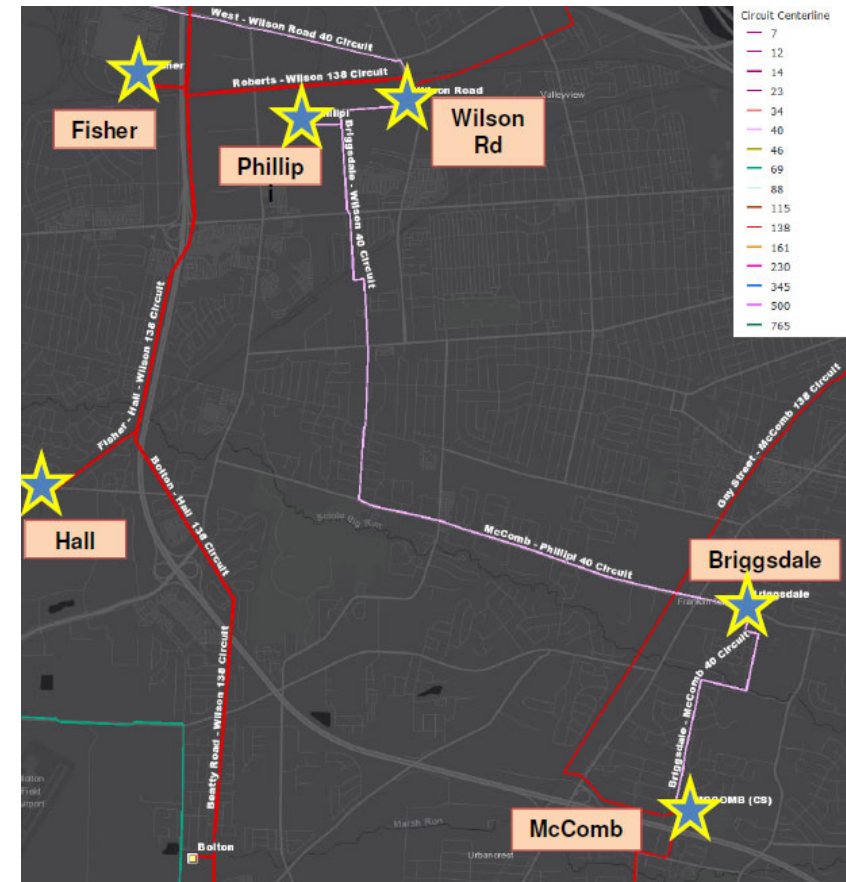 Circuit Centerline
7
12
14
23
34
40
46
69
88
115
138
161
230
345
500
765
West - Wilson Road 40 Circuit
Roberts - Wilson 138 Circuit
Wilson Road
Valleyview
Fisher
Phillip
i
Wilson
Rd
Briggsdale - Wilson 40 Circuit
Fisher - Hall - Wilson 138 Circuit
Gay Street - McComb 138 Circuit
Bolton - Hall 138 Circuit
Hall
Scioto Big Run
McComb - Phillipi 40 Circuit
Briggsdale
Briggsdale
Briggsdale - McComb 40 Circuit
Beatty Road - Wilson 138 Circuit
Bolton
Field
McComb
MCCOMB (CS)
Marsh Run
Bolton
Urbancrest